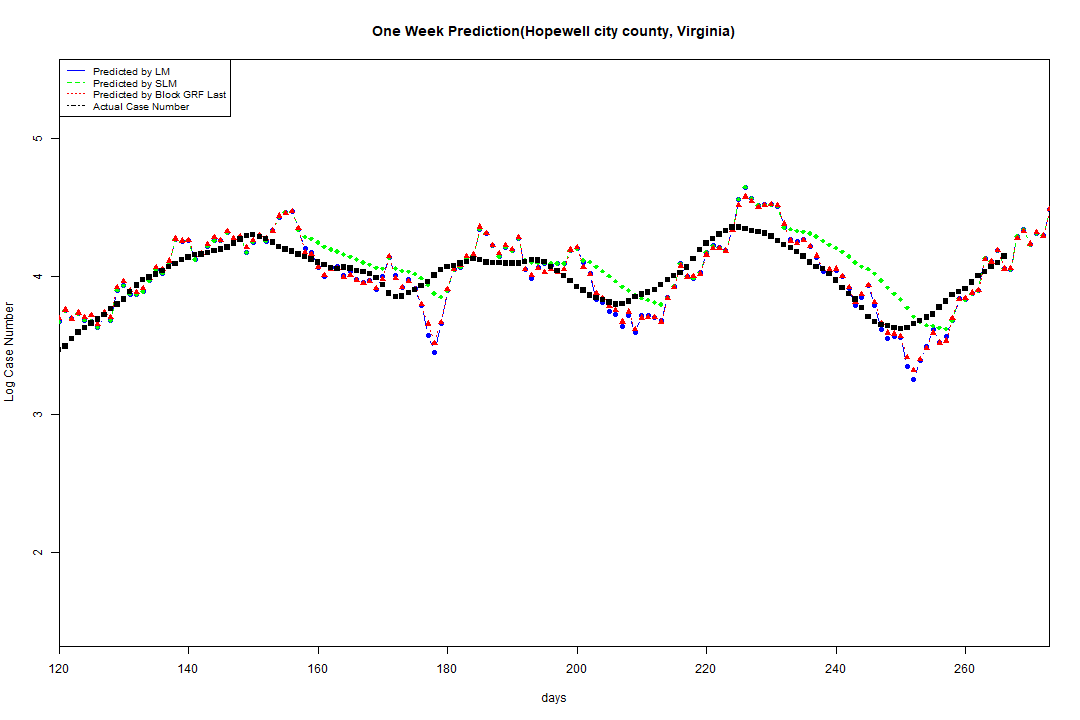 One Week Prediction(Hopewell city county, Virginia)
Predicted by LM
Predicted by SLM
Predicted by Block GRF Last
Actual Case Number
5
4
3
2
Log Case Number
120 140 160 180 200 220 240 260
days